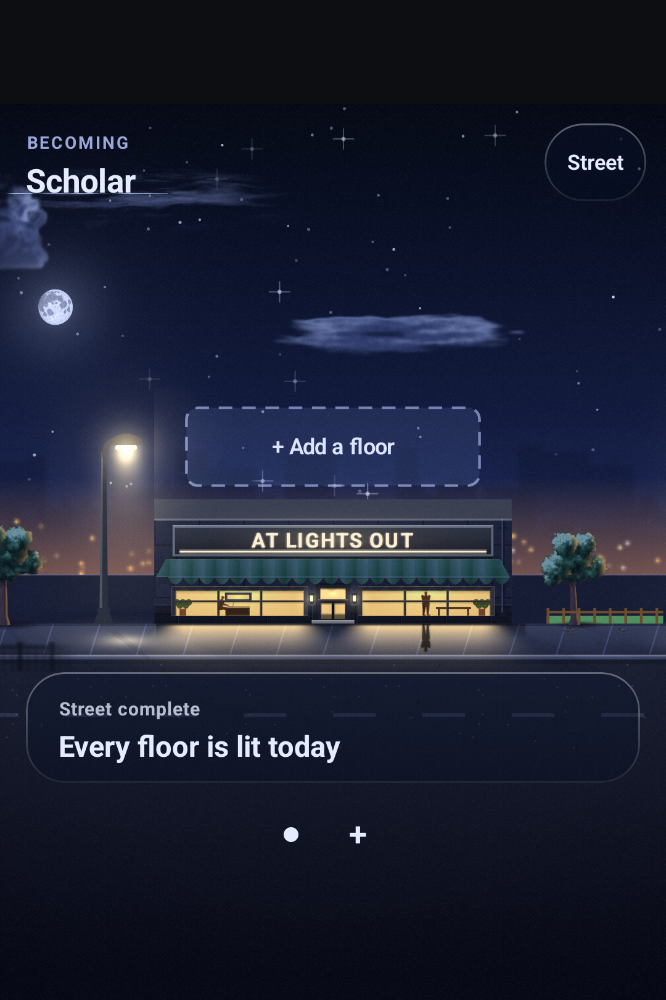 BECOMING
Scholar
Street
+ Add a floor
AT LIGHTS OUT
Street complete
Every floor is lit today
+